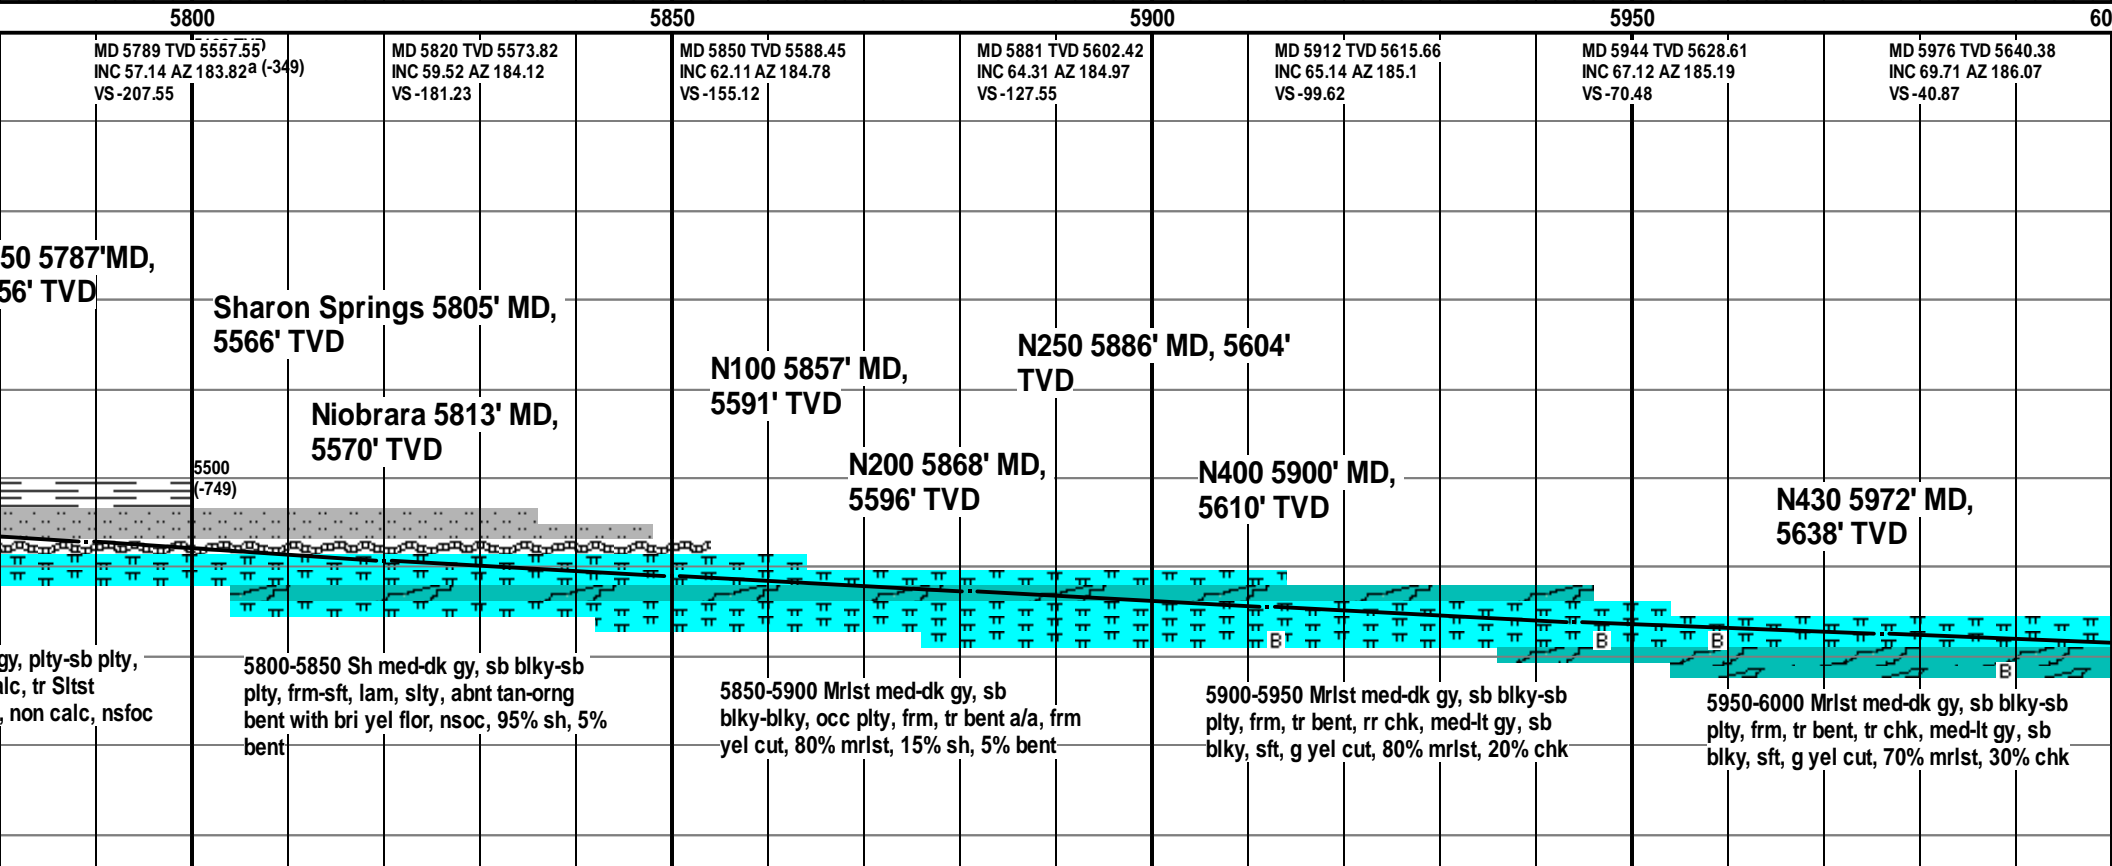 5800 5850 5900 5950 60
MD 5789 TVD 5557.55
INC 57.14 AZ 183.82
a (-349)
VS -207.55
MD 5820 TVD 5573.82
INC 59.52 AZ 184.12
VS -181.23
MD 5850 TVD 5588.45
INC 62.11 AZ 184.78
VS -155.12
MD 5881 TVD 5602.42
INC 64.31 AZ 184.97
VS -127.55
MD 5912 TVD 5615.66
INC 65.14 AZ 185.1
VS -99.62
MD 5944 TVD 5628.61
INC 67.12 AZ 185.19
VS -70.48
MD 5976 TVD 5640.38
INC 69.71 AZ 186.07
VS -40.87
50 5787'MD,
56' TVD
Sharon Springs 5805' MD,
5566' TVD
Niobrara 5813' MD,
5570' TVD
N100 5857' MD,
5591' TVD
N200 5868' MD,
5596' TVD
N250 5886' MD, 5604'
TVD
N400 5900' MD,
5610' TVD
N430 5972' MD,
5638' TVD
5500
(-749)
B
B
B
B
gy, plty-sb plty,
alc, tr Sltst
, non calc, nsfoc
5800-5850 Sh med-dk gy, sb blky-sb
plty, frm-sft, lam, slty, abnt tan-orng
bent with bri yel flor, nsoc, 95% sh, 5%
bent
5850-5900 Mrlst med-dk gy, sb
blky-blky, occ plty, frm, tr bent a/a, frm
yel cut, 80% mrlst, 15% sh, 5% bent
5900-5950 Mrlst med-dk gy, sb blky-sb
plty, frm, tr bent, rr chk, med-lt gy, sb
blky, sft, g yel cut, 80% mrlst, 20% chk
5950-6000 Mrlst med-dk gy, sb blky-sb
plty, frm, tr bent, tr chk, med-lt gy, sb
blky, sft, g yel cut, 70% mrlst, 30% chk